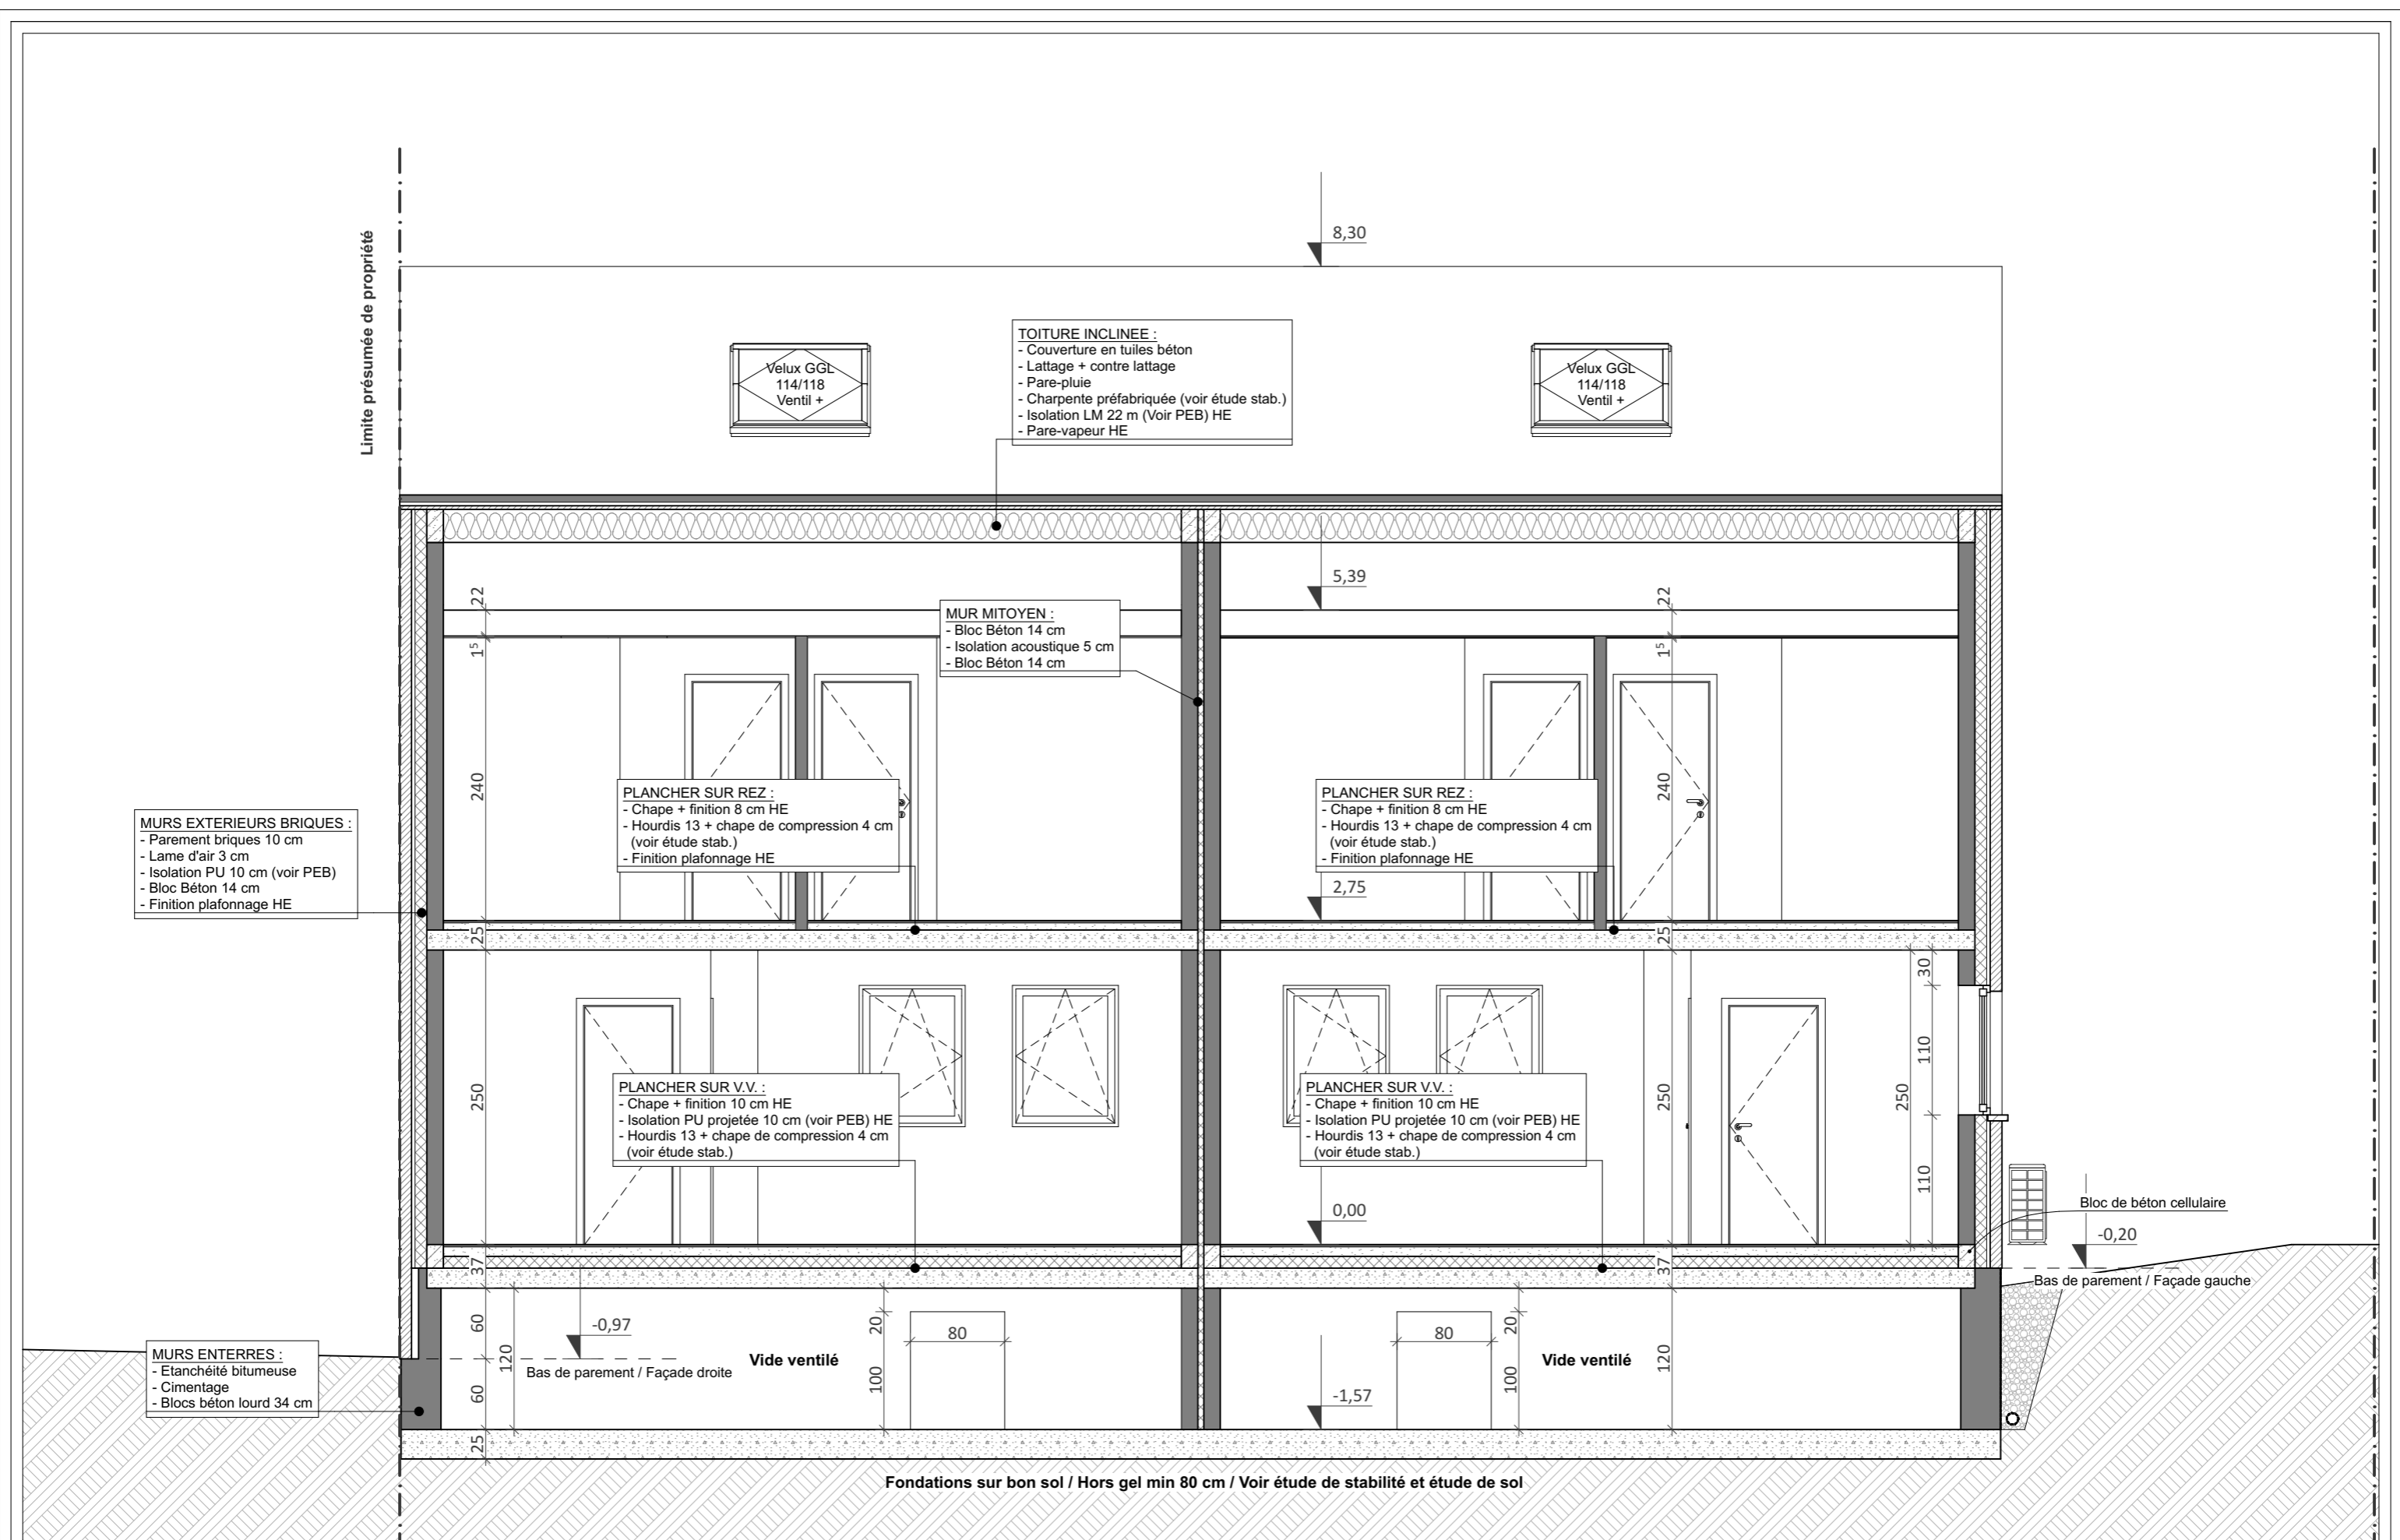 Limite présumée de propriété
8,30
Velux GGL
114/118
Ventil +
TOITURE INCLINEE :
- Couverture en tuiles béton
- Lattage + contre lattage
- Pare-pluie
- Charpente préfabriquée (voir étude stab.)
- Isolation LM 22 m (Voir PEB) HE
- Pare-vapeur HE
Velux GGL
114/118
Ventil +
5,39
22
22
MUR MITOYEN :
- Bloc Béton 14 cm
- Isolation acoustique 5 cm
- Bloc Béton 14 cm
1⁵
1⁵
240
240
PLANCHER SUR REZ :
- Chape + finition 8 cm HE
- Hourdis 13 + chape de compression 4 cm
(voir étude stab.)
- Finition plafonnage HE
PLANCHER SUR REZ :
- Chape + finition 8 cm HE
- Hourdis 13 + chape de compression 4 cm
(voir étude stab.)
- Finition plafonnage HE
MURS EXTERIEURS BRIQUES :
- Parement briques 10 cm
- Lame d'air 3 cm
- Isolation PU 10 cm (voir PEB)
- Bloc Béton 14 cm
- Finition plafonnage HE
2,75
25
25
30
110
250
250
250
110
PLANCHER SUR V.V. :
- Chape + finition 10 cm HE
- Isolation PU projetée 10 cm (voir PEB) HE
- Hourdis 13 + chape de compression 4 cm
(voir étude stab.)
PLANCHER SUR V.V. :
- Chape + finition 10 cm HE
- Isolation PU projetée 10 cm (voir PEB) HE
- Hourdis 13 + chape de compression 4 cm
(voir étude stab.)
0,00
Bloc de béton cellulaire
-0,20
Bas de parement / Façade gauche
37
37
60
120
-0,97
20
80
Vide ventilé
80
20
Vide ventilé
120
Bas de parement / Façade droite
MURS ENTERRES :
- Etanchéité bitumeuse
- Cimentage
- Blocs béton lourd 34 cm
60
100
-1,57
100
25
Fondations sur bon sol / Hors gel min 80 cm / Voir étude de stabilité et étude de sol